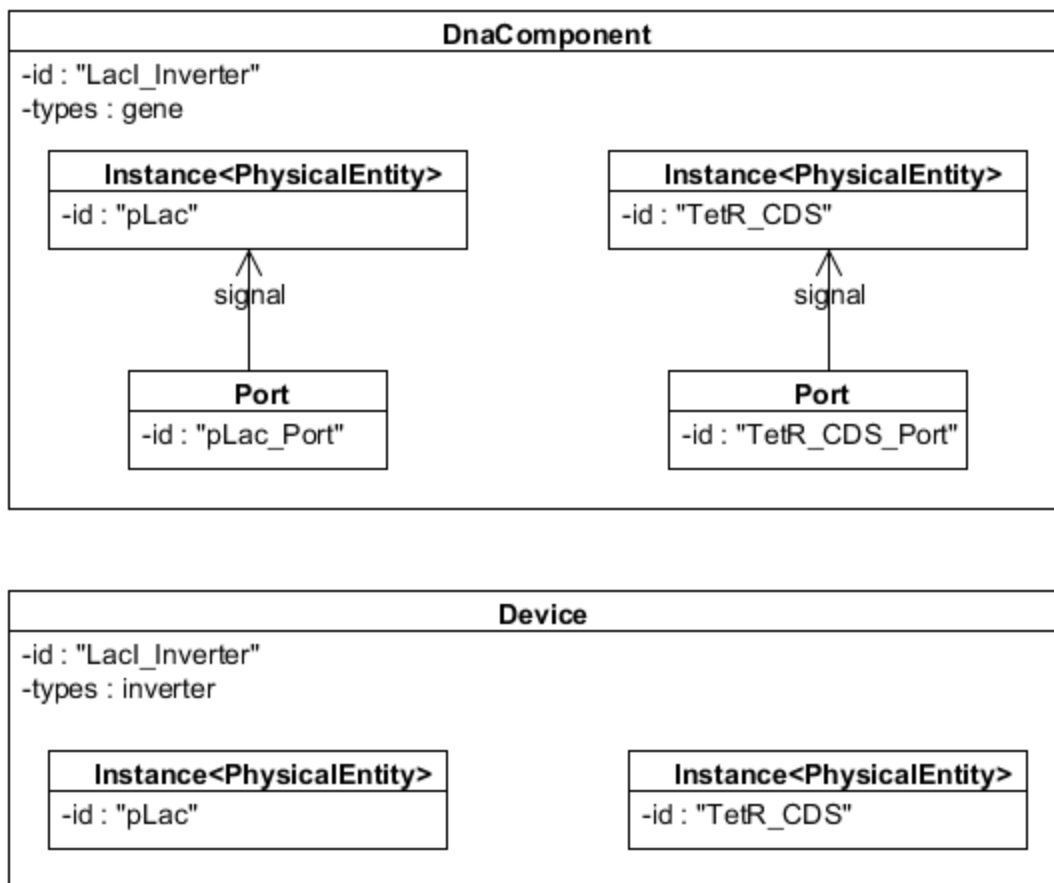 DnaComponent
-id : "LacI_Inverter"
-types : gene
Instance<PhysicalEntity>
-id : "pLac"
Instance<PhysicalEntity>
-id : "TetR_CDS"
signal
signal
Port
-id : "pLac_Port"
Port
-id : "TetR_CDS_Port"
Device
-id : "LacI_Inverter"
-types : inverter
Instance<PhysicalEntity>
-id : "pLac"
Instance<PhysicalEntity>
-id : "TetR_CDS"